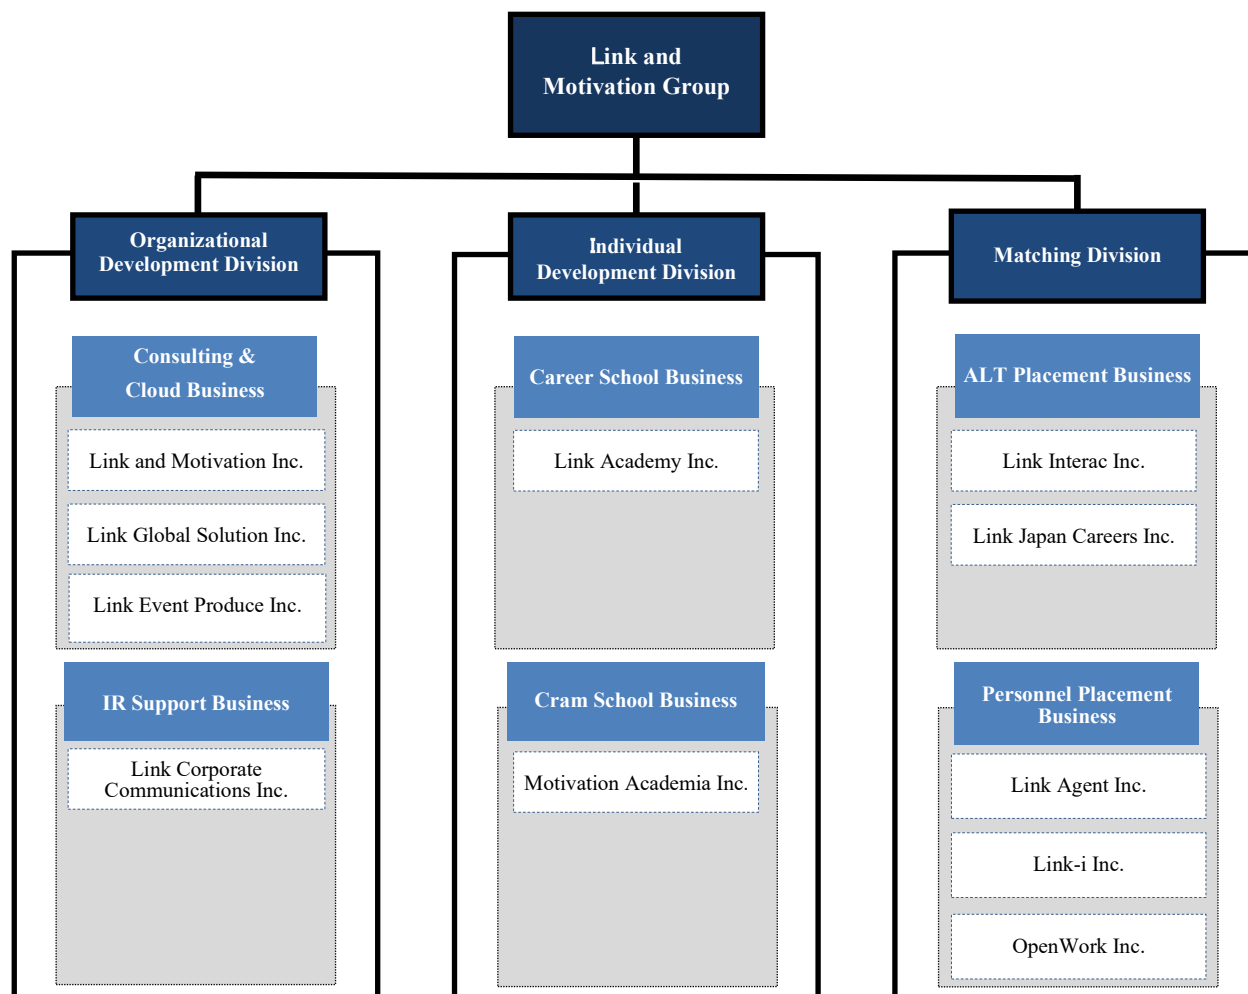 Link and
Motivation Group
Organizational
Development Division
Consulting &
Cloud Business
Link and Motivation Inc.
Link Global Solution Inc.
Link Event Produce Inc.
IR Support Business
Link Corporate
Communications Inc.
Individual
Development Division
Career School Business
Link Academy Inc.
Cram School Business
Motivation Academia Inc.
Matching Division
ALT Placement Business
Link Interac Inc.
Link Japan Careers Inc.
Personnel Placement
Business
Link Agent Inc.
Link-i Inc.
OpenWork Inc.